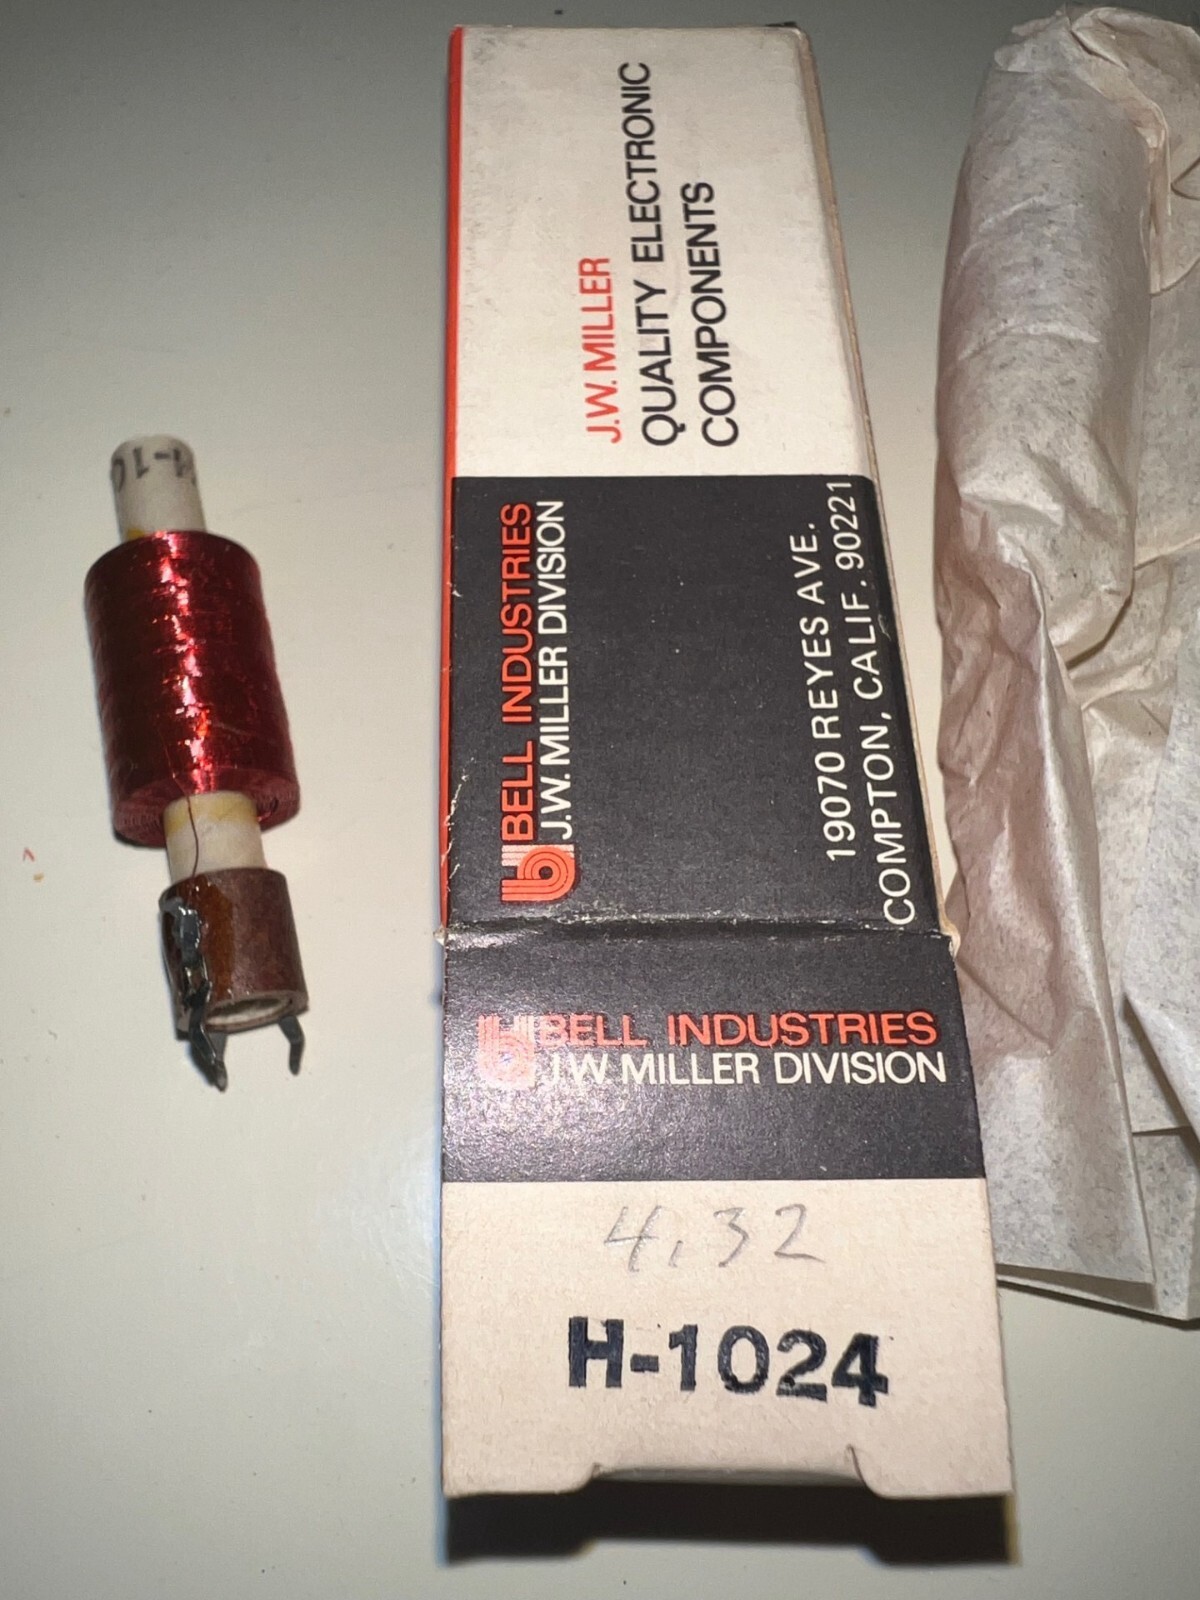 J.W. MILLER
QUALITY ELECTRONIC
COMPONENTS
BELL INDUSTRIES
J.W. MILLER DIVISION
19070 REYES AVE.
COMPTON, CALIF. 90221
BELL INDUSTRIES
J.W. MILLER DIVISION
4.32
H-1024